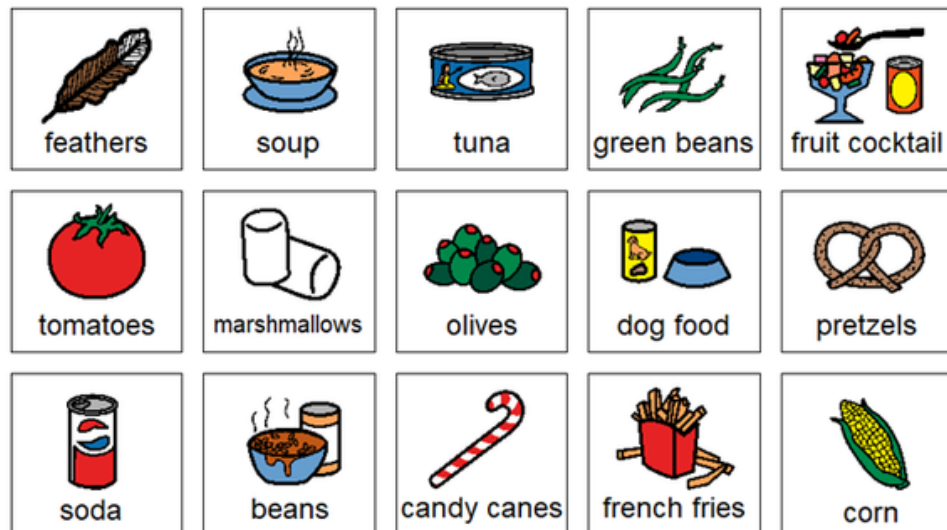 feathers
soup
tuna
green beans
fruit cocktail
tomatoes
marshmallows
olives
dog food
pretzels
soda
beans
candy canes
french fries
corn